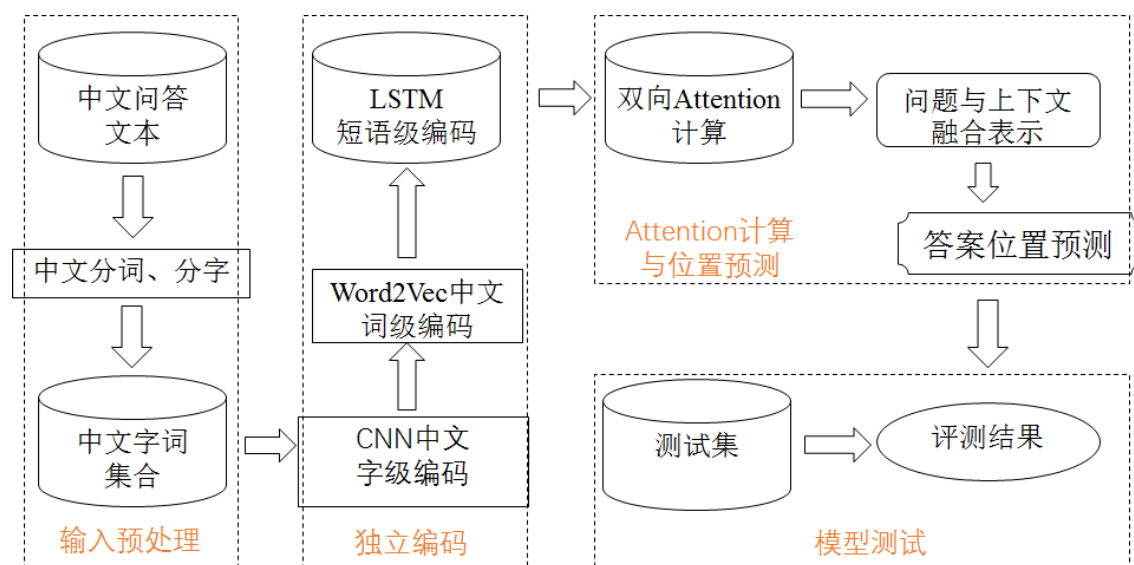 中文问答
文本
中文分词、分字
中文字词
集合
输入预处理
LSTM
短语级编码
Word2Vec中文
词级编码
CNN中文
字级编码
独立编码
双向Attention
计算
问题与上下文
融合表示
Attention计算
与位置预测
答案位置预测
测试集
评测结果
模型测试